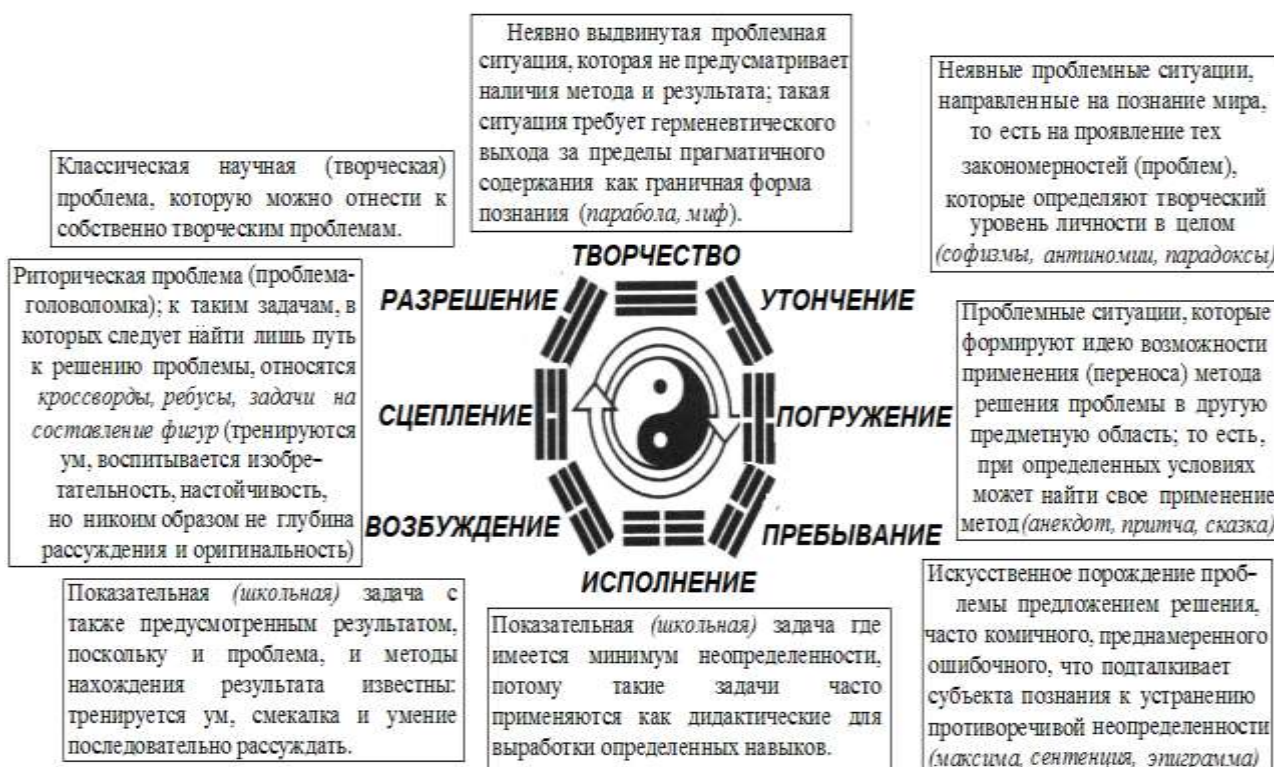 Неявно выдвинутая проблемная
ситуация, которая не предусматривает
наличия метода и результата; такая
ситуация требует герменевтического
выхода за пределы прагматичного
содержания как граничная форма
познания (парабола, миф).
Неявные проблемные ситуации,
направленные на познание мира,
то есть на проявление тех
закономерностей (проблем),
которые определяют творческий
уровень личности в целом
(софизмы, антиномии, парадоксы)
Классическая научная (творческая)
проблема, которую можно отнести к
собственно творческим проблемам.
ТВОРЧЕСТВО
РАЗРЕШЕНИЕ
УТОНЧЕНИЕ
Риторическая проблема (проблема-
головоломка); к таким задачам, в
которых следует найти лишь путь
к решению проблемы, относятся
кроссворды, ребусы, задачи на
составление фигур (тренируются
ум, воспитывается изобре-
тательность, настойчивость,
но никоим образом не глубина
рассуждения и оригинальность)
СЦЕПЛЕНИЕ
ПОГРУЖЕНИЕ
Проблемные ситуации, которые
формируют идею возможности
применения (переноса) метода
решения проблемы в другую
предметную область; то есть,
при определенных условиях
может найти свое применение
метод (анекдот, притча, сказка)
ВОЗБУЖДЕНИЕ
ПРЕБЫВАНИЕ
ИСПОЛНЕНИЕ
Показательная (школьная) задача с
также предусмотренным результатом,
поскольку и проблема, и методы
нахождения результата известны:
тренируется ум, смекалка и умение
последовательно рассуждать.
Показательная (школьная) задача где
имеется минимум неопределенности,
потому такие задачи часто
применяются как дидактические для
выработки определенных навыков.
Искусственное порождение проб-
лемы предложением решения,
часто комичного, преднамеренного
ошибочного, что подталкивает
субъекта познания к устранению
противоречивой неопределенности
(максима, сентенция, эпиграмма)